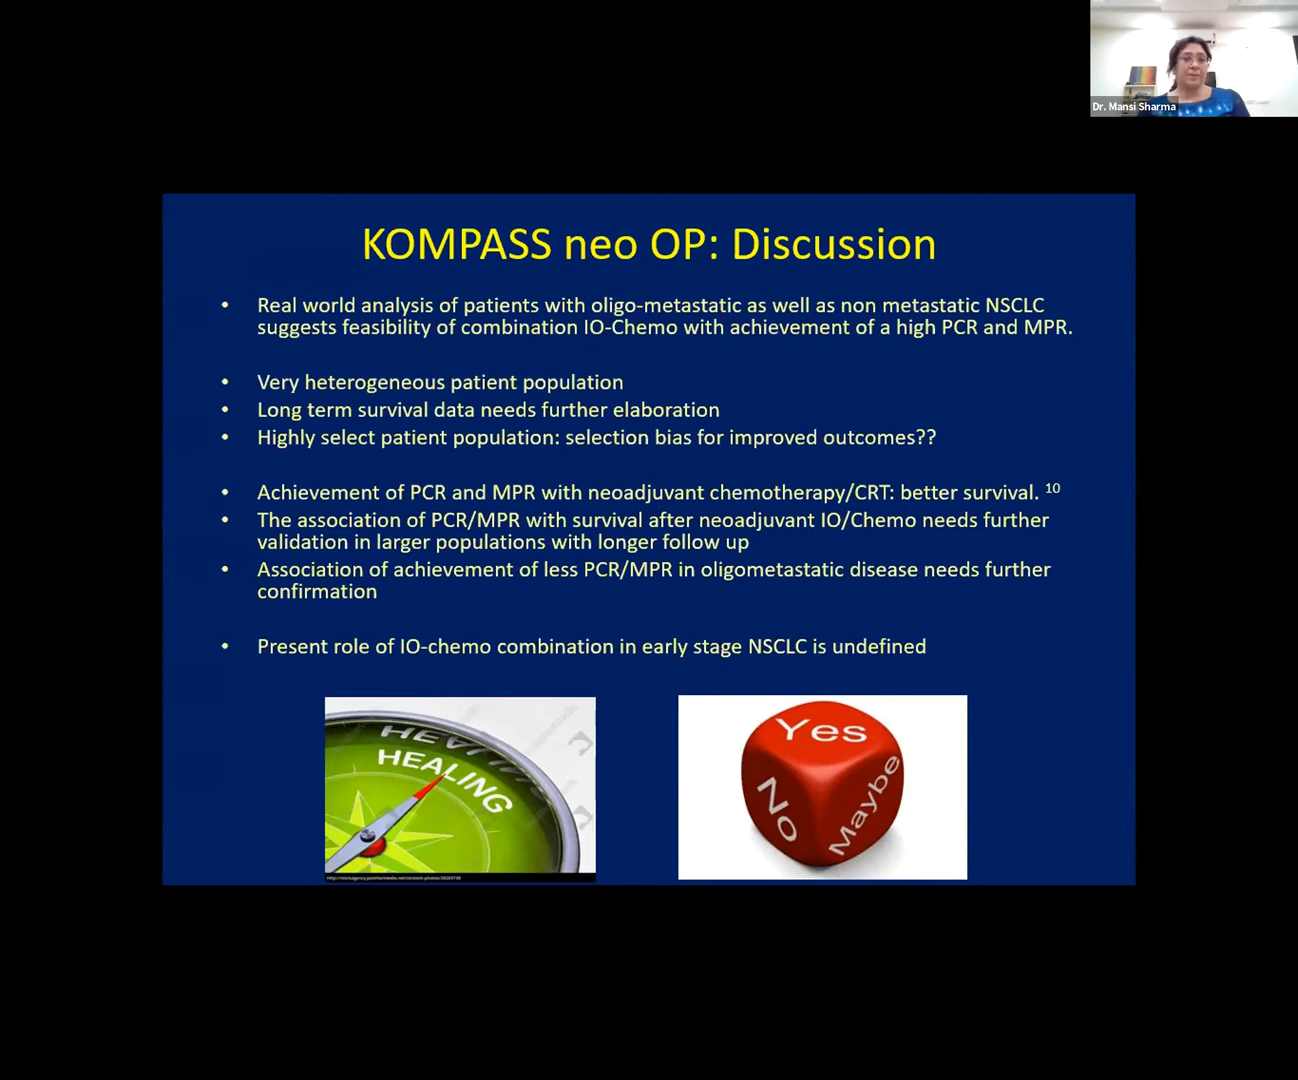 Dr. Mansi Sharma
KOMPASS neo OP: Discussion
• Real world analysis of patients with oligo-metastatic as well as non metastatic NSCLC
suggests feasibility of combination IO-Chemo with achievement of a high PCR and MPR.
• Very heterogeneous patient population
• Long term survival data needs further elaboration
• Highly select patient population: selection bias for improved outcomes??
• Achievement of PCR and MPR with neoadjuvant chemotherapy/CRT: better survival. 10
• The association of PCR/MPR with survival after neoadjuvant IO/Chemo needs further
validation in larger populations with longer follow up
• Association of achievement of less PCR/MPR in oligometastatic disease needs further
confirmation
• Present role of IO-chemo combination in early stage NSCLC is undefined
HEALING
Yes
No
Maybe